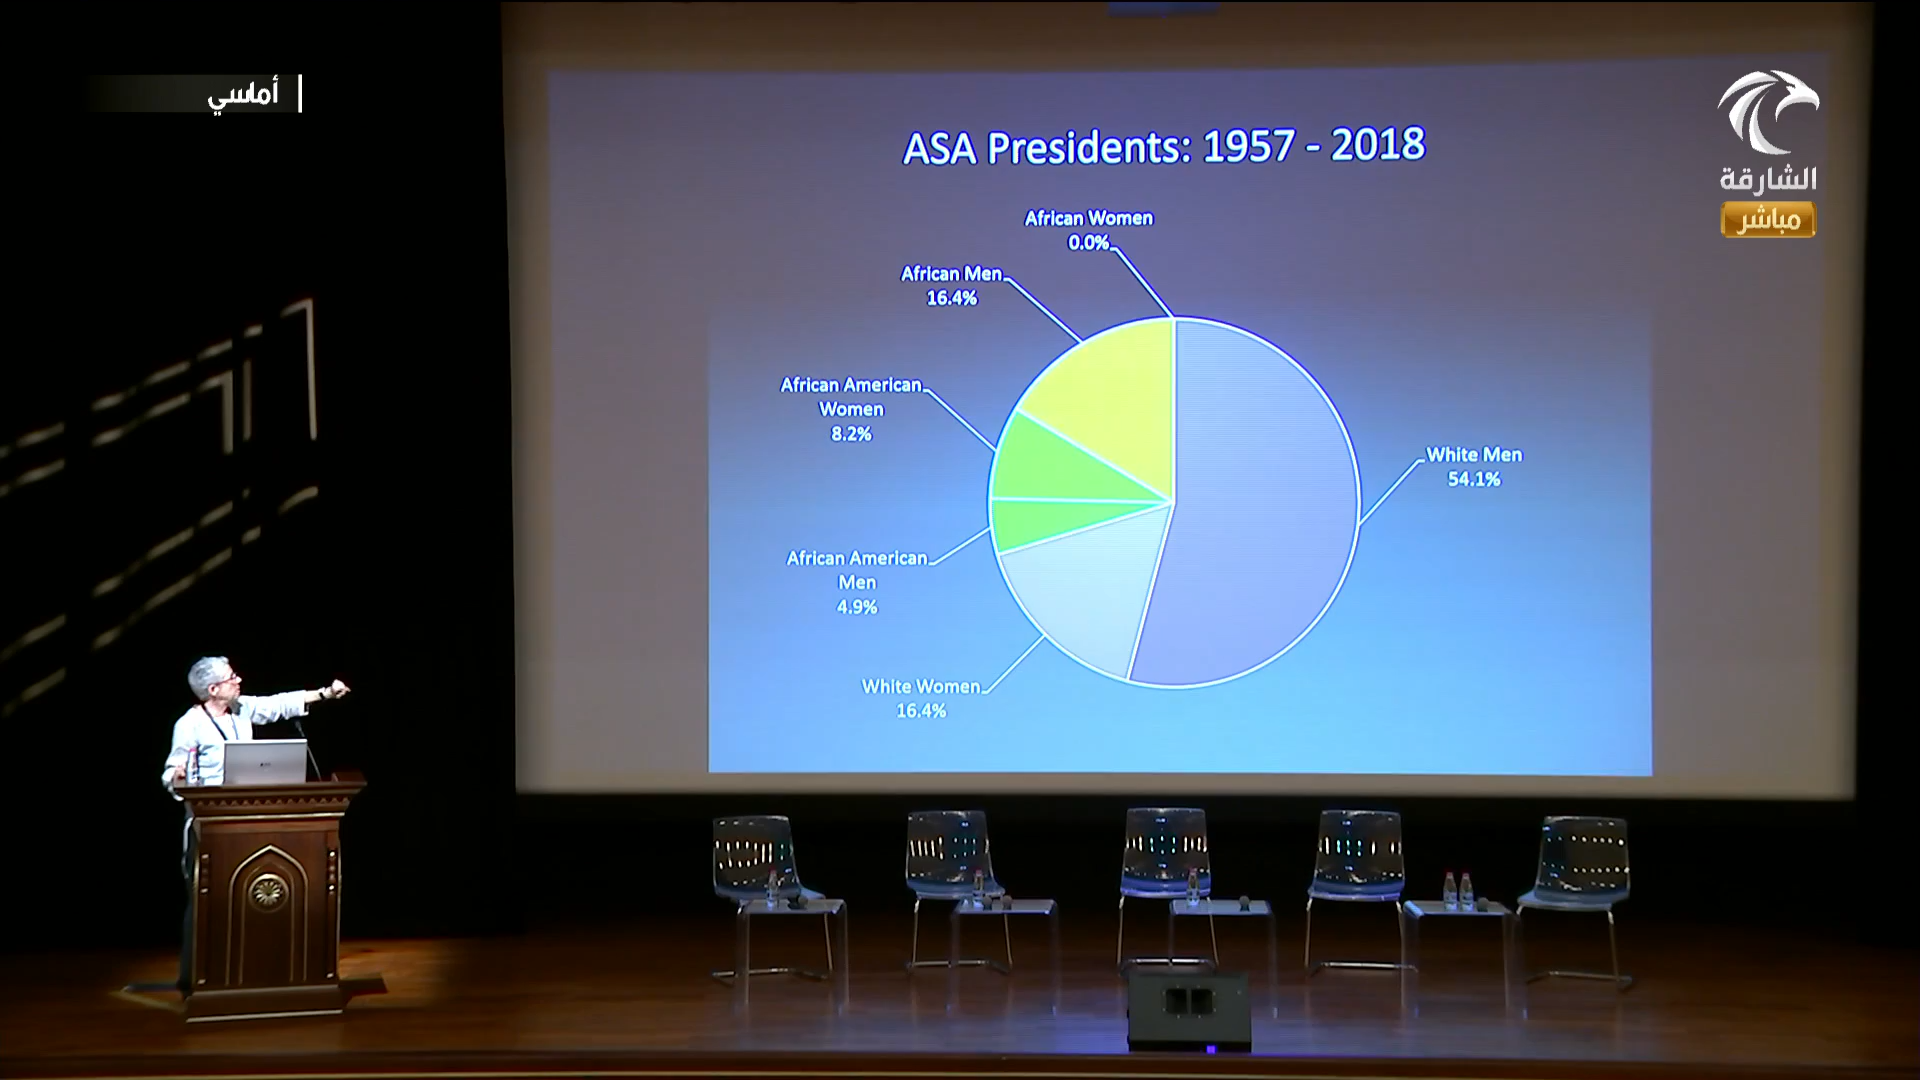 أماسي
الشارقة
مباشر
ASA Presidents: 1957 - 2018
African Women
0.0%
African Men
16.4%
African American
Women
8.2%
White Men
54.1%
African American
Men
4.9%
White Women
16.4%